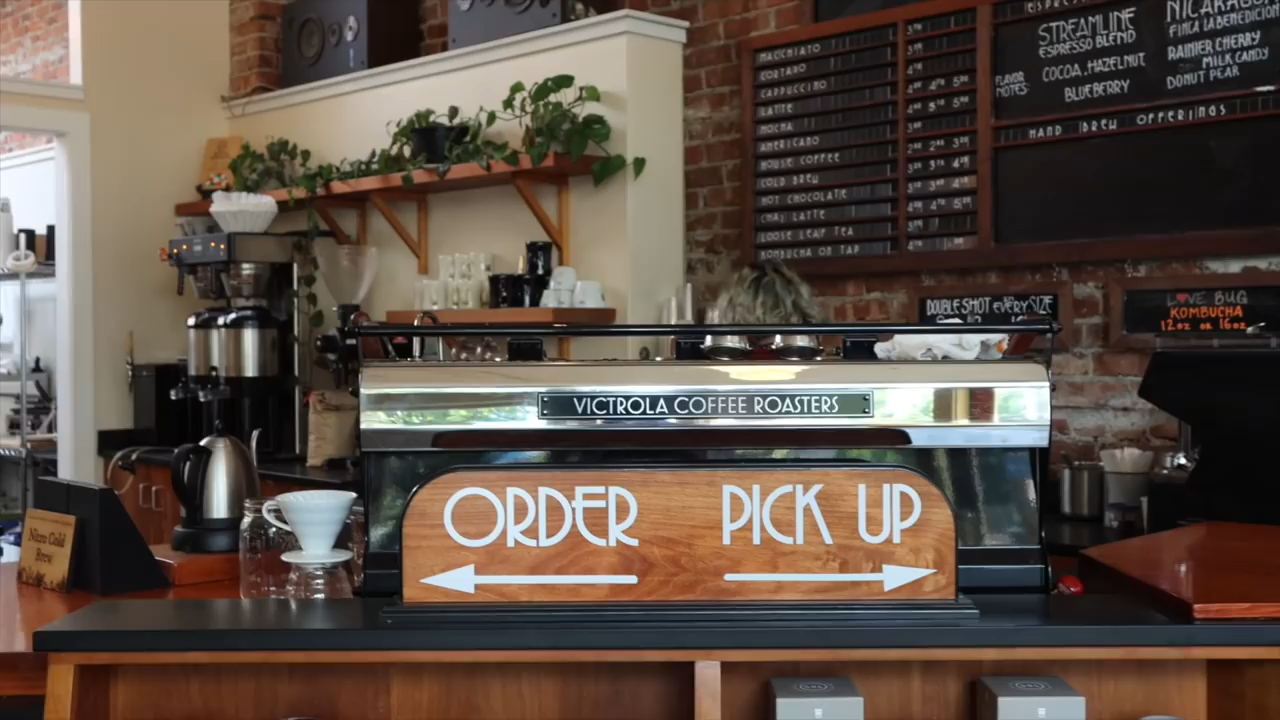 MACCHIATO
CORTADO
CAPPUCCINO
LATTE
MOCHA
AMERICANO
HOUSE COFFEE
COLD BREW
HOT CHOCOLATE
CHAI LATTE
LOOSE LEAF TEA
KOMBUCHA ON TAP
STREAMLINE
ESPRESSO BLEND
FLAVOR
NOTES:
COCOA, HAZELNUT
BLUEBERRY
FINCA LA BENEDICION
RAINIER CHERRY
MILK CANDY
DONUT PEAR
HAND BREW OFFERINGS
DOUBLE SHOT EVERY SIZE
LOVE BUG
KOMBUCHA
12oz OR 16oz
VICTROLA COFFEE ROASTERS
ORDER
PICK UP
Nitro Cold
Brew